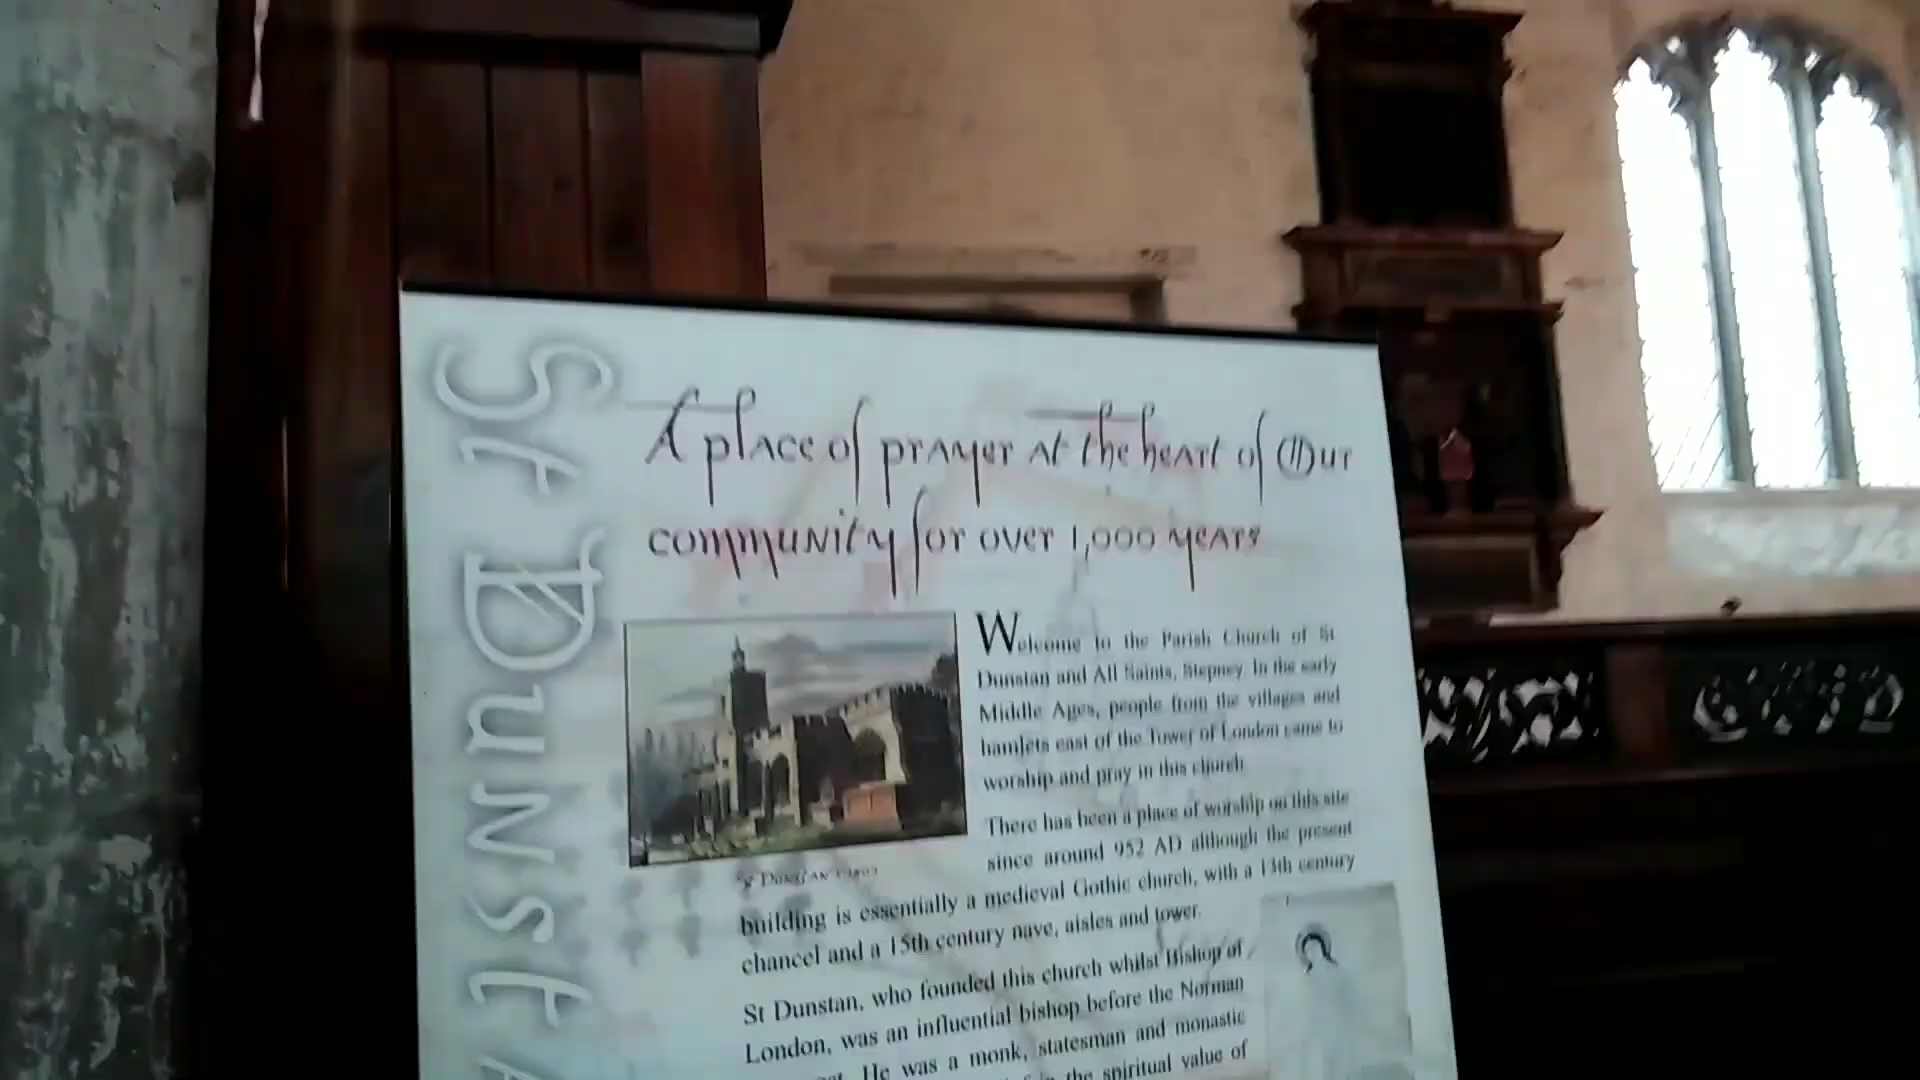 St Dunsta
A place of prayer at the heart of Our
community for over 1,000 years
Welcome to the Parish Church of St
Dunstan and All Saints, Stepney. In the early
Middle Ages, people from the villages and
hamlets east of the Tower of London came to
worship and pray in this church.
There has been a place of worship on this site
since around 952 AD although the present
building is essentially a medieval Gothic church, with a 13th century
chancel and a 15th century nave, aisles and tower.
St Dunstan
St Dunstan, who founded this church whilst Bishop of
London, was an influential bishop before the Norman
He was a monk, statesman and monastic
the spiritual value of